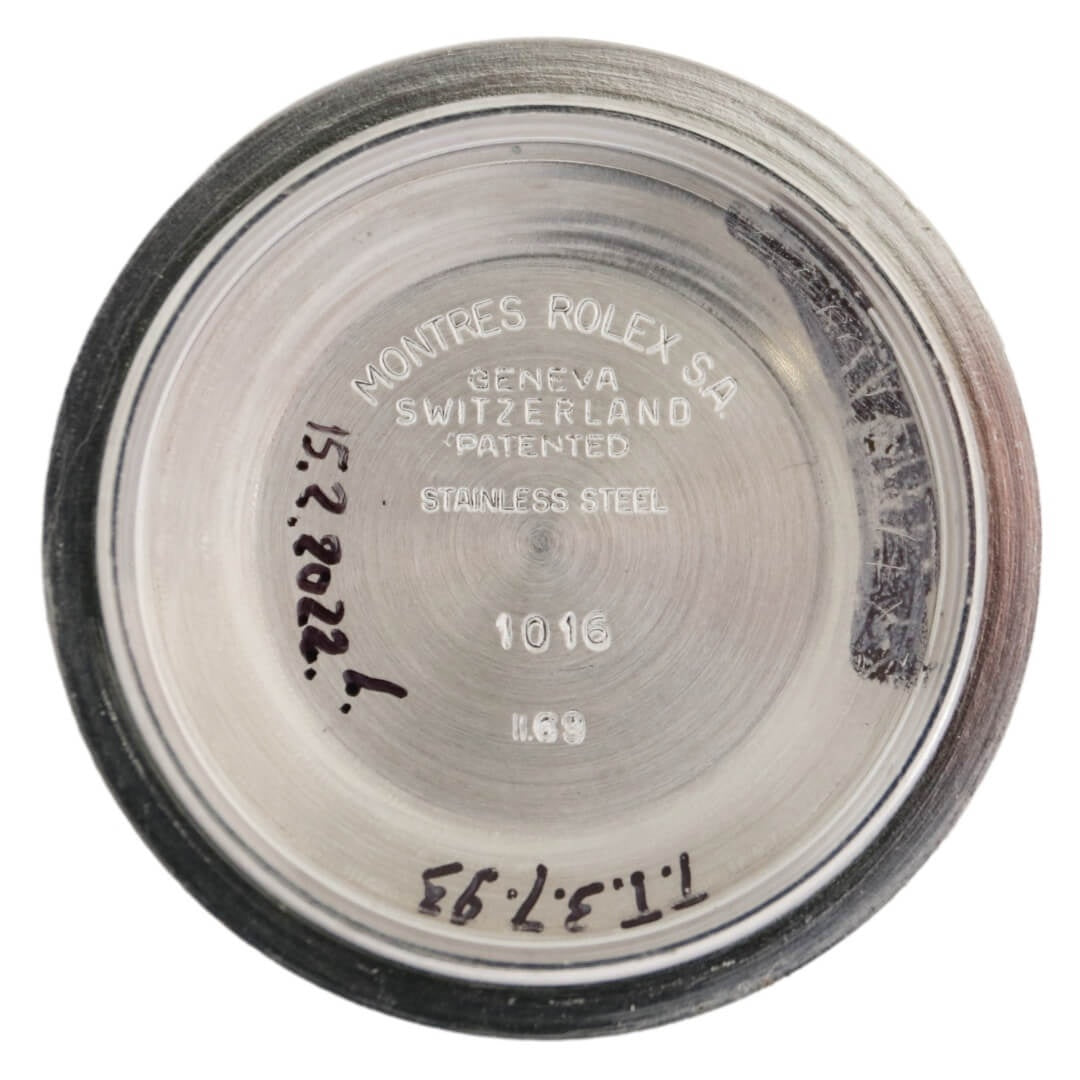 MONTRES ROLEX S.A.
GENEVA
SWITZERLAND
PATENTED
STAINLESS STEEL
1016
II.69
15.2.2022.
T.T.3.7.93